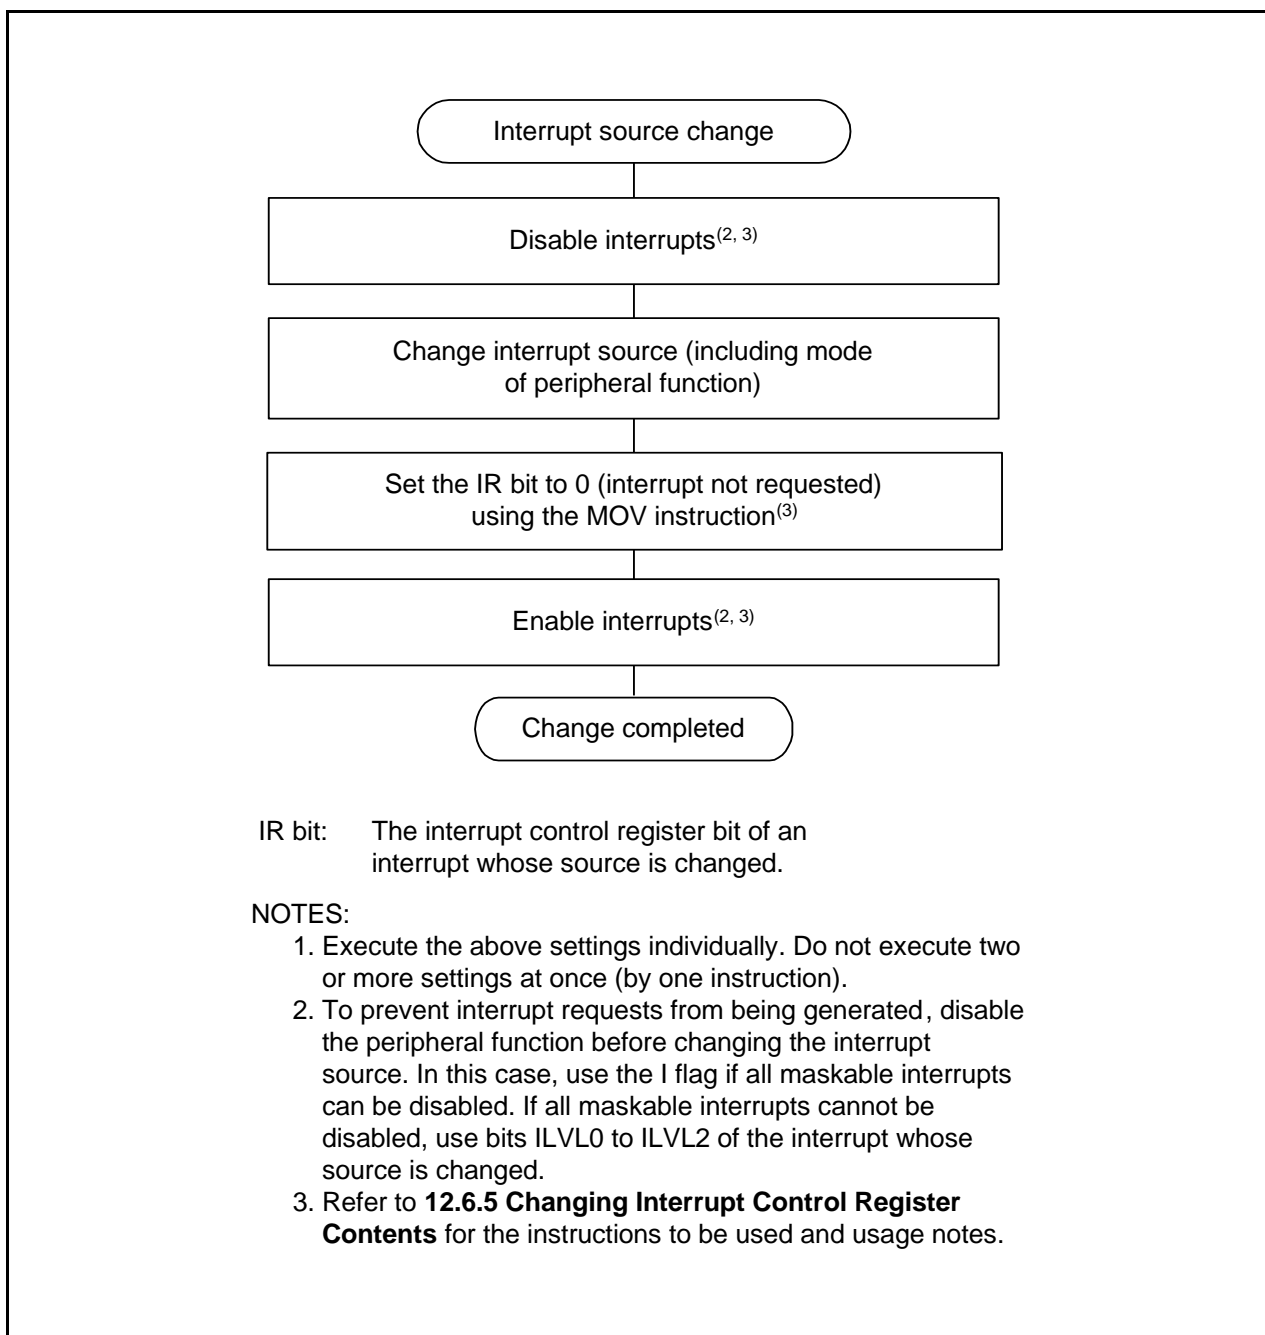 Interrupt source change
Disable interrupts(2, 3)
Change interrupt source (including mode
of peripheral function)
Set the IR bit to 0 (interrupt not requested)
using the MOV instruction(3)
Enable interrupts(2, 3)
Change completed
IR bit: The interrupt control register bit of an
interrupt whose source is changed.
NOTES:
1. Execute the above settings individually. Do not execute two
or more settings at once (by one instruction).
2. To prevent interrupt requests from being generated, disable
the peripheral function before changing the interrupt
source. In this case, use the I flag if all maskable interrupts
can be disabled. If all maskable interrupts cannot be
disabled, use bits ILVL0 to ILVL2 of the interrupt whose
source is changed.
3. Refer to 12.6.5 Changing Interrupt Control Register
Contents for the instructions to be used and usage notes.